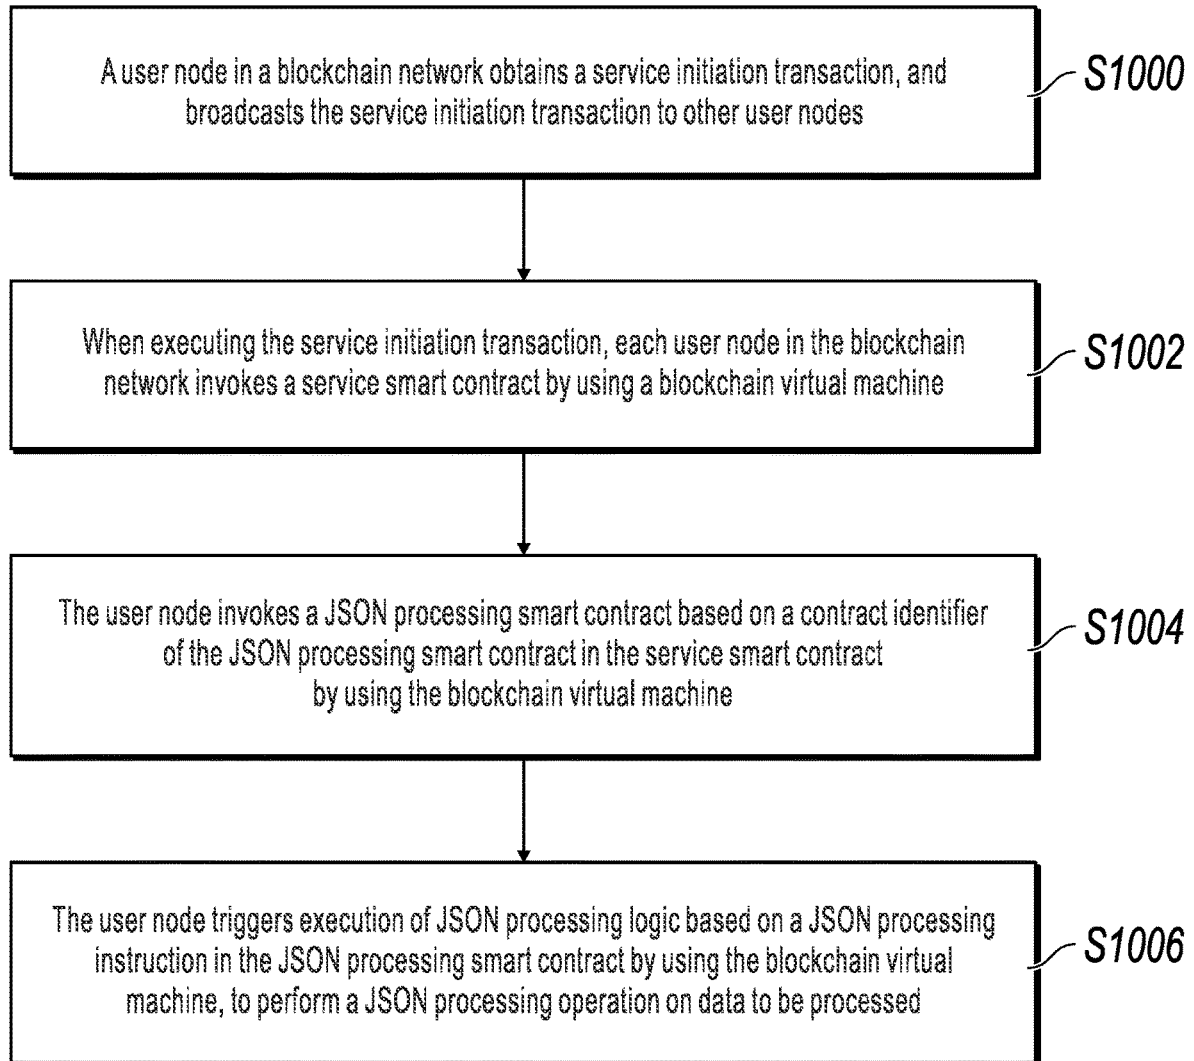 A user node in a blockchain network obtains a service initiation transaction, and
broadcasts the service initiation transaction to other user nodes
S1000
When executing the service initiation transaction, each user node in the blockchain
network invokes a service smart contract by using a blockchain virtual machine
S1002
The user node invokes a JSON processing smart contract based on a contract identifier
of the JSON processing smart contract in the service smart contract
by using the blockchain virtual machine
S1004
The user node triggers execution of JSON processing logic based on a JSON processing
instruction in the JSON processing smart contract by using the blockchain virtual
machine, to perform a JSON processing operation on data to be processed
S1006